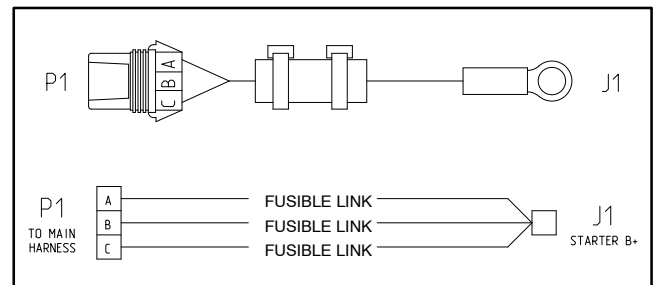 P1
A
B
C
J1
P1
TO MAIN
HARNESS
A
B
C
FUSIBLE LINK
FUSIBLE LINK
FUSIBLE LINK
J1
STARTER B+